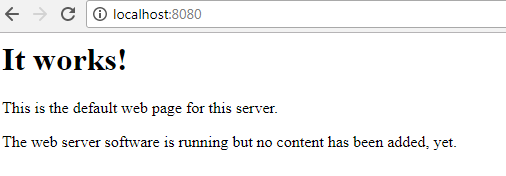 localhost:8080
It works!
This is the default web page for this server.
The web server software is running but no content has been added, yet.